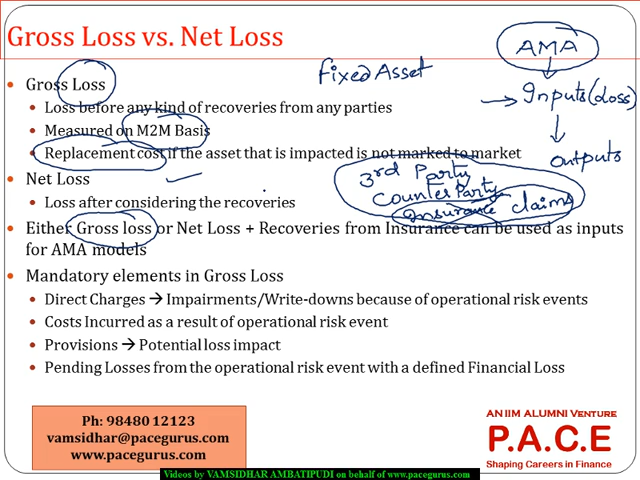 Gross Loss vs. Net Loss
AMA
Fixed Asset
• Gross Loss
Inputs (Loss)
• Loss before any kind of recoveries from any parties
• Measured on M2M Basis
• Replacement cost if the asset that is impacted is not marked to market
outputs
3rd Party
• Net Loss
Counter Party
• Loss after considering the recoveries
Insurance claims
• Either Gross loss or Net Loss + Recoveries from Insurance can be used as inputs
for AMA models
• Mandatory elements in Gross Loss
• Direct Charges → Impairments/Write-downs because of operational risk events
• Costs Incurred as a result of operational risk event
• Provisions → Potential loss impact
• Pending Losses from the operational risk event with a defined Financial Loss
Ph: 98480 12123
vamsidhar@pacegurus.com
www.pacegurus.com
AN IIM ALUMNI VENTURE
P.A.C.E
Shaping Careers in Finance
Videos by VAMSIDHAR AMBATIPUDI on behalf of www.pacegurus.com